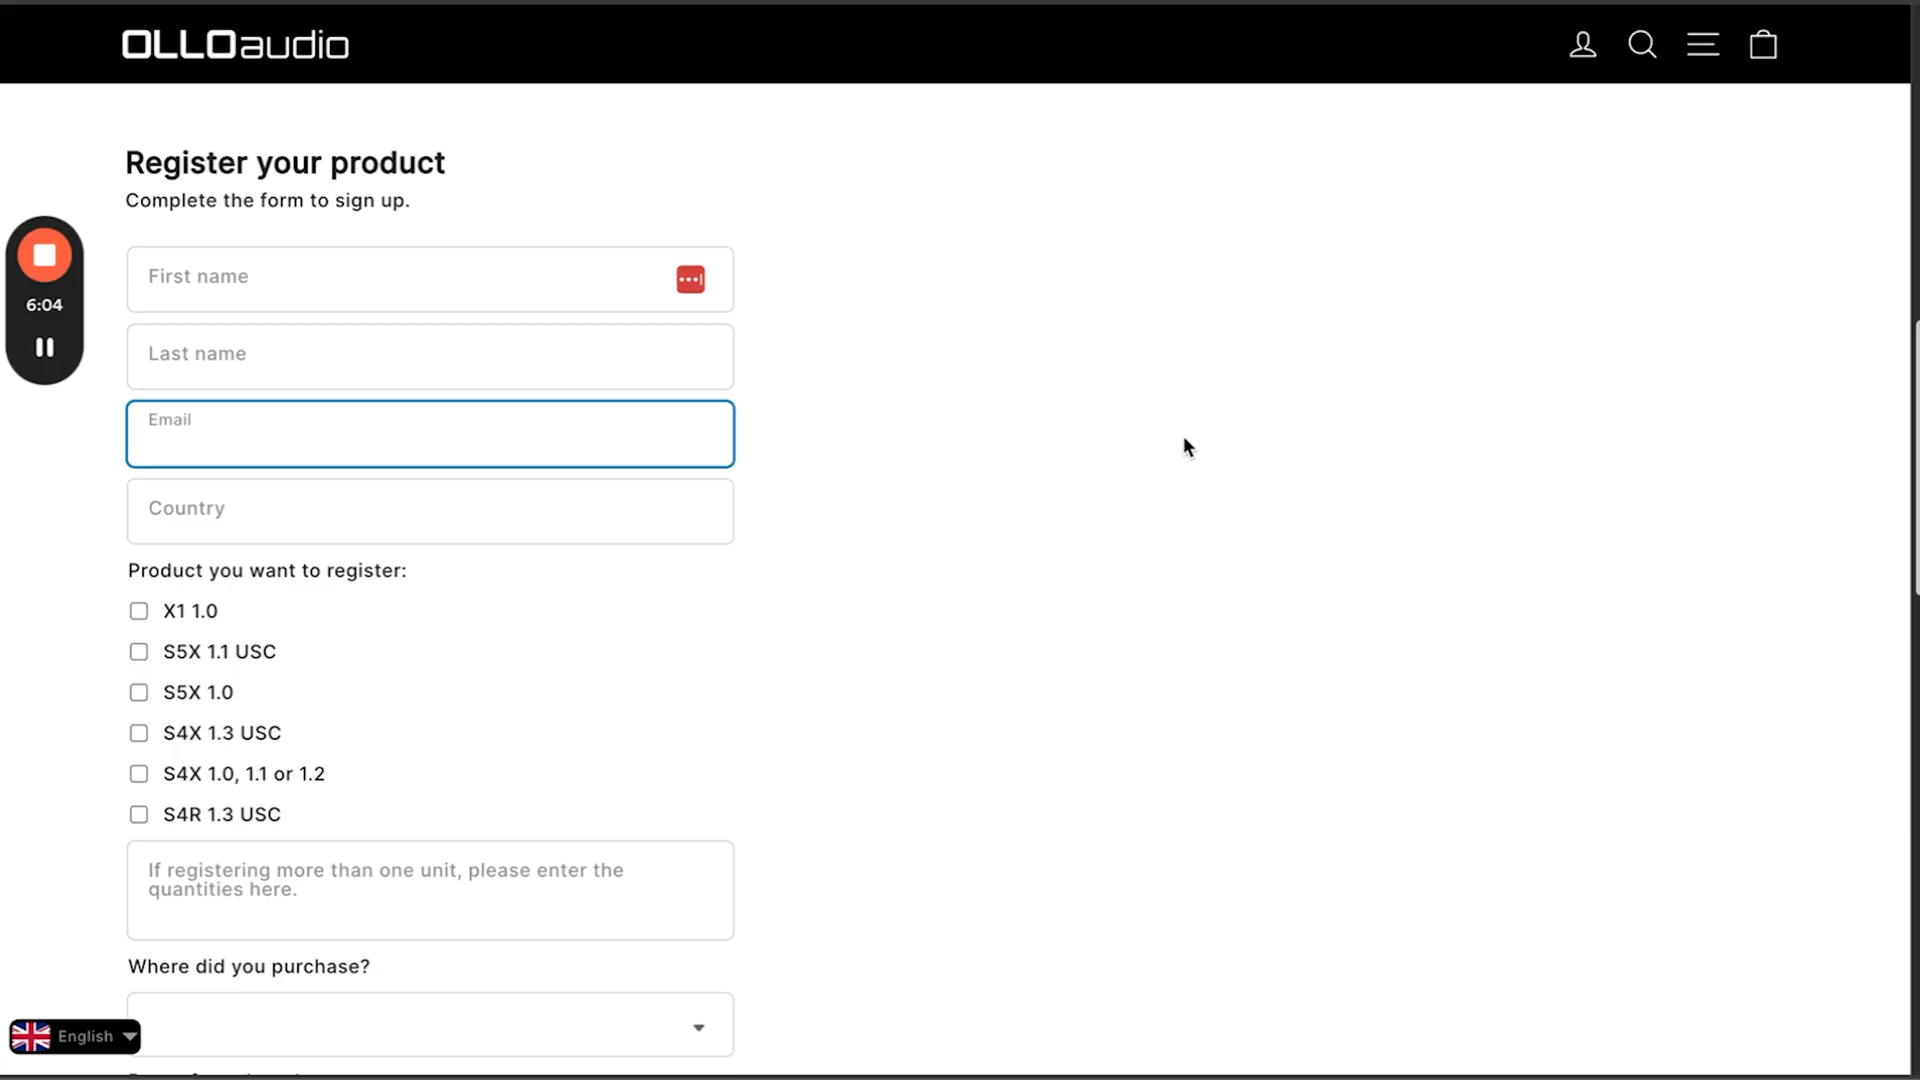 OLLOaudio
Register your product
Complete the form to sign up.
6:04
First name
Last name
Email
Country
Product you want to register:
X1 1.0
S5X 1.1 USC
S5X 1.0
S4X 1.3 USC
S4X 1.0, 1.1 or 1.2
S4R 1.3 USC
If registering more than one unit, please enter the
quantities here.
Where did you purchase?
English